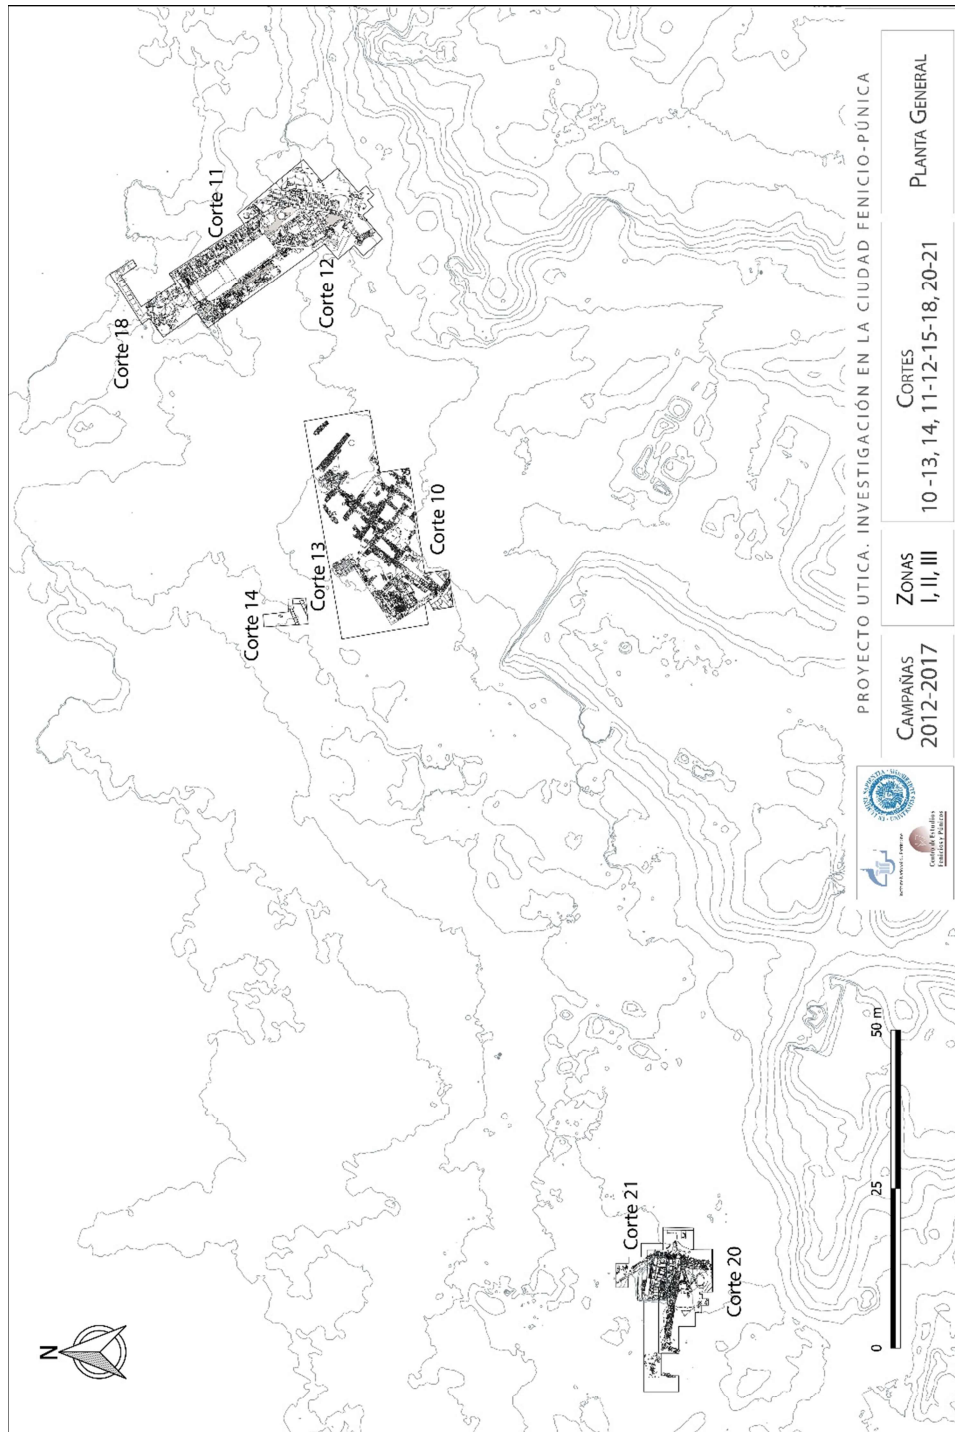 N
Corte 18
Corte 11
Corte 12
Corte 14
Corte 13
Corte 10
Corte 21
Corte 20
0 25 50 m
Centro de Estudios
Fenicios y Púnicos
PROYECTO UTICA. INVESTIGACIÓN EN LA CIUDAD FENICIO-PÚNICA
CAMPAÑAS
2012-2017
ZONAS
I, II, III
CORTES
10 -13, 14, 11-12-15-18, 20-21
PLANTA GENERAL